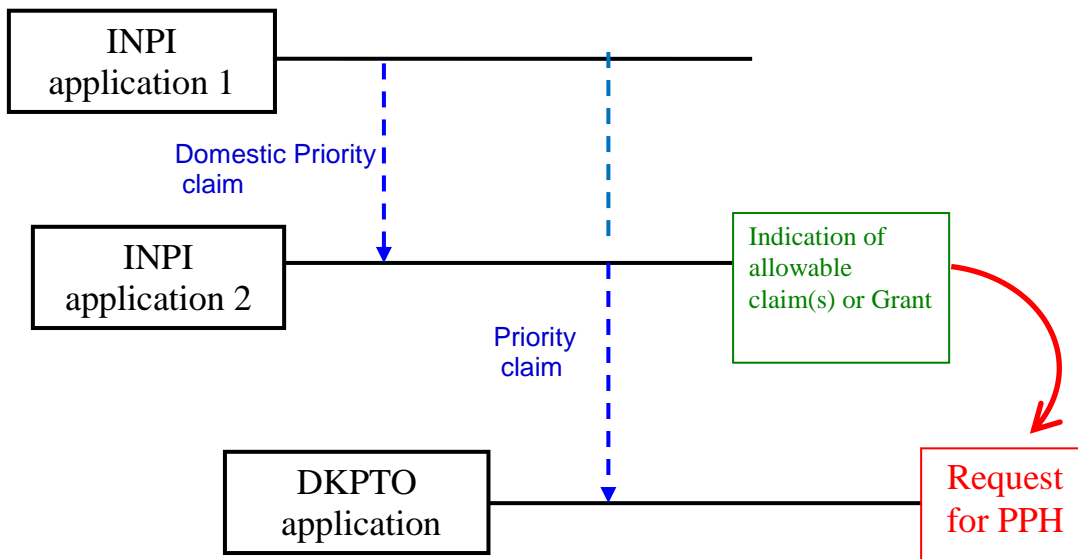 INPI
application 1
Domestic Priority
claim
INPI
application 2
Indication of
allowable
claim(s) or Grant
Priority
claim
DKPTO
application
Request
for PPH